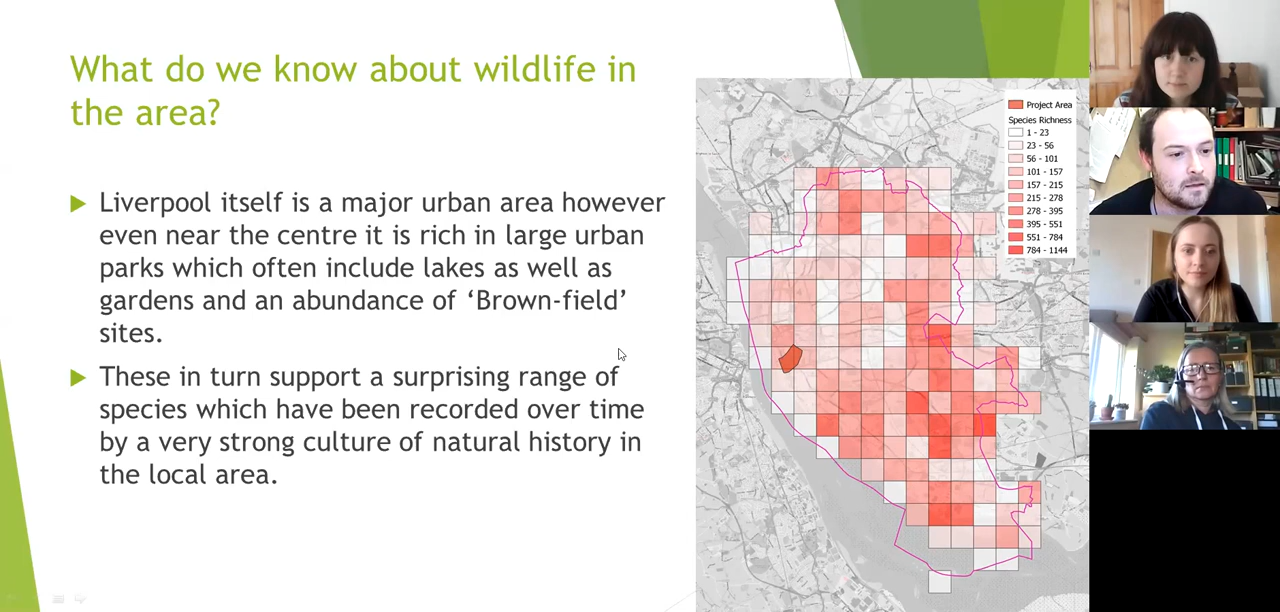 What do we know about wildlife in
the area?
Liverpool itself is a major urban area however
even near the centre it is rich in large urban
parks which often include lakes as well as
gardens and an abundance of ‘Brown-field’
sites.
These in turn support a surprising range of
species which have been recorded over time
by a very strong culture of natural history in
the local area.
Project Area
Species Richness
1 - 23
23 - 56
56 - 101
101 - 157
157 - 215
215 - 278
278 - 395
395 - 551
551 - 784
784 - 1144